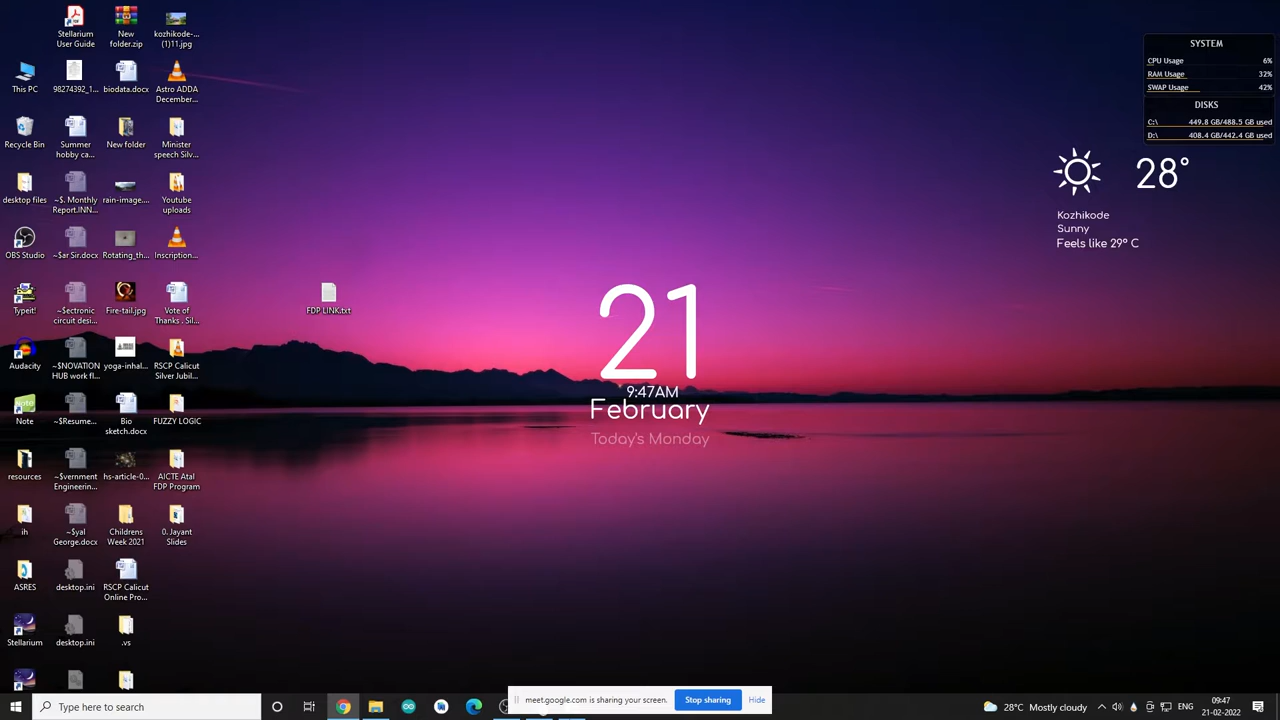 Stellarium
User Guide
New
folder.zip
kozhikode-...
(1)11.jpg
This PC
98274392_1...
biodata.docx
Astro ADDA
December...
Recycle Bin
Summer
hobby ca...
New folder
Minister
speech Silv...
desktop files
~$. Monthly
Report.INN...
rain-image....
Youtube
uploads
OBS Studio
~$ar Sir.docx
Rotating_th...
Inscription...
Typeit!
~$ectronic
circuit desi...
Fire-tail.jpg
Vote of
Thanks . Sil...
FDP LINK.txt
Audacity
~$NOVATION
HUB work fl...
yoga-inhal...
RSCP Calicut
Silver Jubil...
Note
~$Resume...
Bio
sketch.docx
FUZZY LOGIC
resources
~$vernment
Engineerin...
hs-article-0...
AICTE Atal
FDP Program
ih
~$yal
George.docx
Childrens
Week 2021
0. Jayant
Slides
ASRES
desktop.ini
RSCP Calicut
Online Pro...
Stellarium
desktop.ini
.vs
21
9:47AM
February
Today's Monday
SYSTEM
CPU Usage 6%
RAM Usage 32%
SWAP Usage 42%
DISKS
C:\ 449.8 GB/488.5 GB used
D:\ 408.4 GB/442.4 GB used
28°
Kozhikode
Sunny
Feels like 29° C
Type here to search
meet.google.com is sharing your screen. Stop sharing Hide
28°C Mostly cloudy
ENG
09:47
21-02-2022